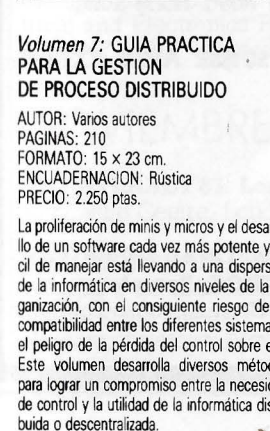 Volumen 7: GUIA PRACTICA
PARA LA GESTION
DE PROCESO DISTRIBUIDO
AUTOR: Varios autores
PAGINAS: 210
FORMATO: 15 × 23 cm.
ENCUADERNACION: Rústica
PRECIO: 2.250 ptas.
La proliferación de minis y micros y el desa
llo de un software cada vez más potente y
cil de manejar está llevando a una dispers
de la informática en diversos niveles de la
ganización, con el consiguiente riesgo de
compatibilidad entre los diferentes sistema
el peligro de la pérdida del control sobre e
Este volumen desarrolla diversos méto
para lograr un compromiso entre la necesi
de control y la utilidad de la informática dis
buida o descentralizada.